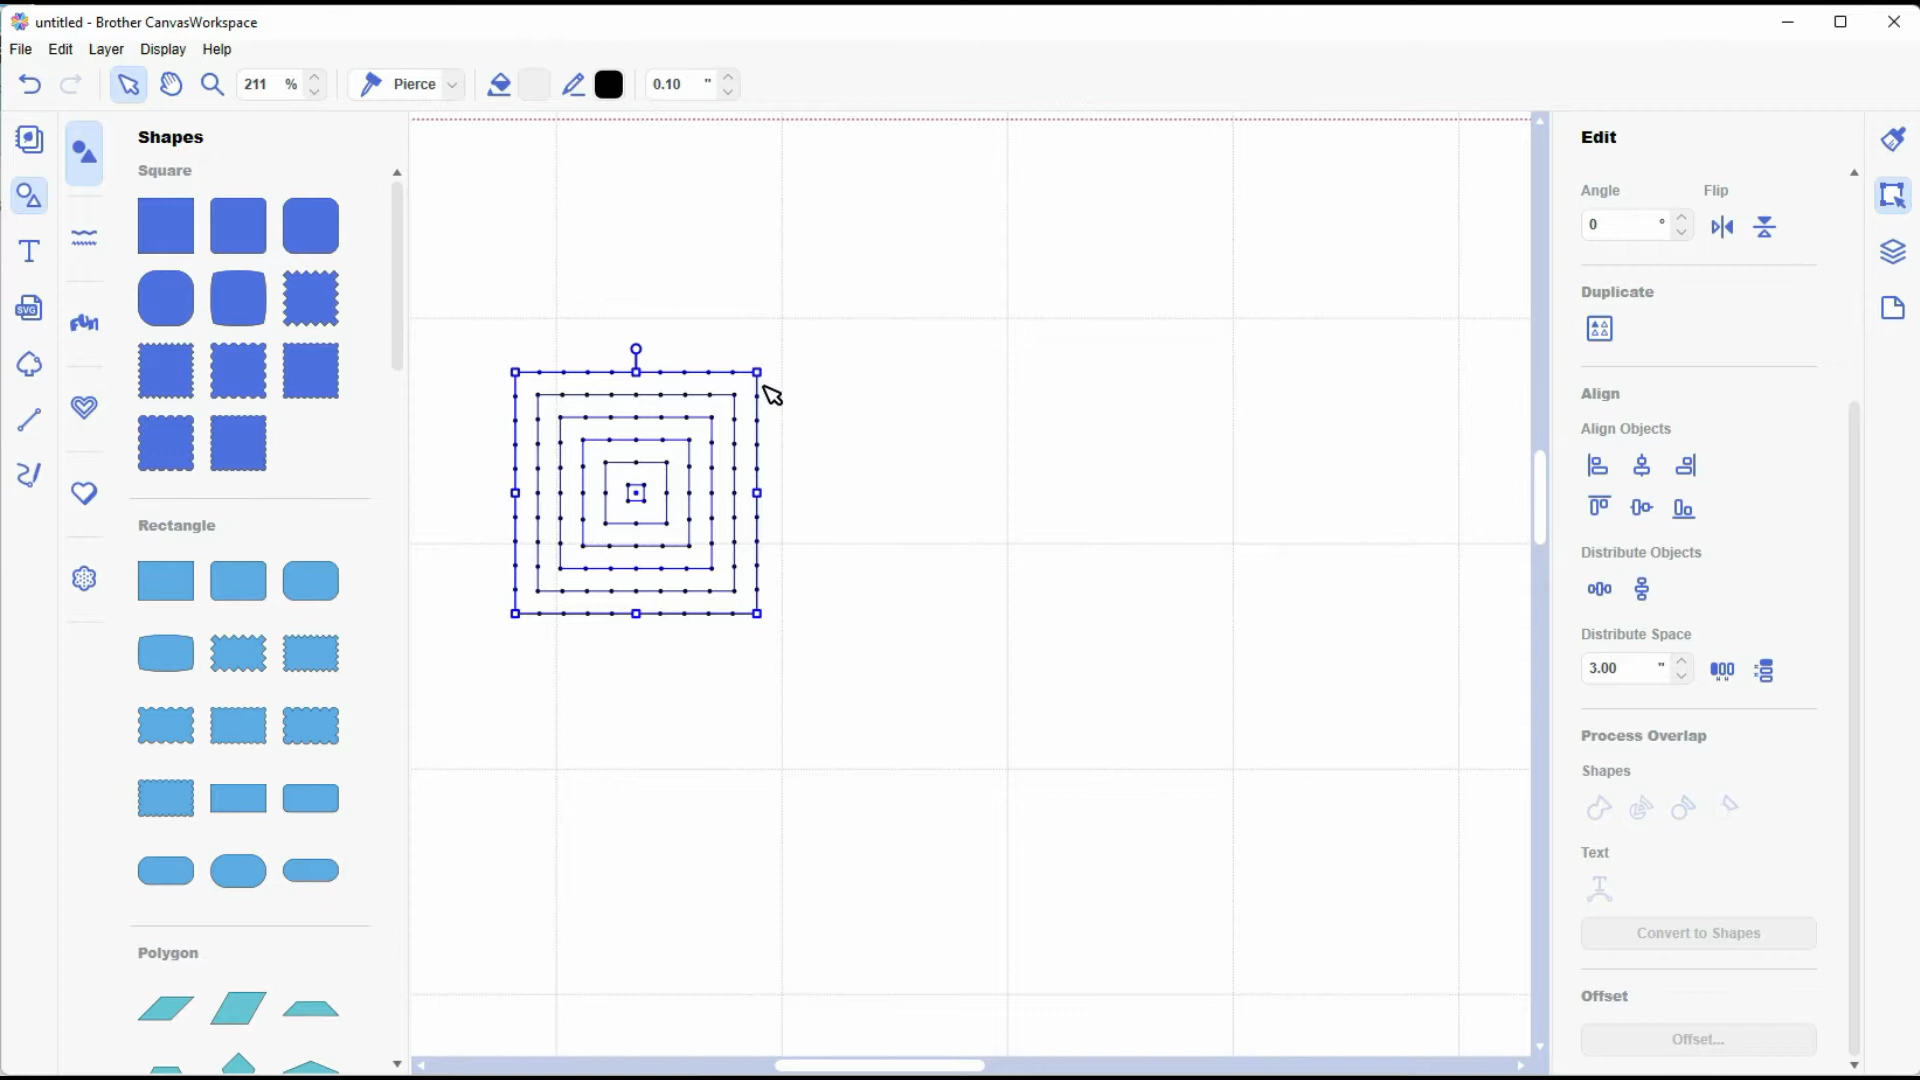 untitled - Brother CanvasWorkspace
File Edit Layer Display Help
211 % Pierce 0.10 "
Shapes
Square
Rectangle
Polygon
SVG
Fun
Edit
Angle Flip
0 °
Duplicate
Align
Align Objects
Distribute Objects
Distribute Space
3.00 "
Process Overlap
Shapes
Text
Convert to Shapes
Offset
Offset...